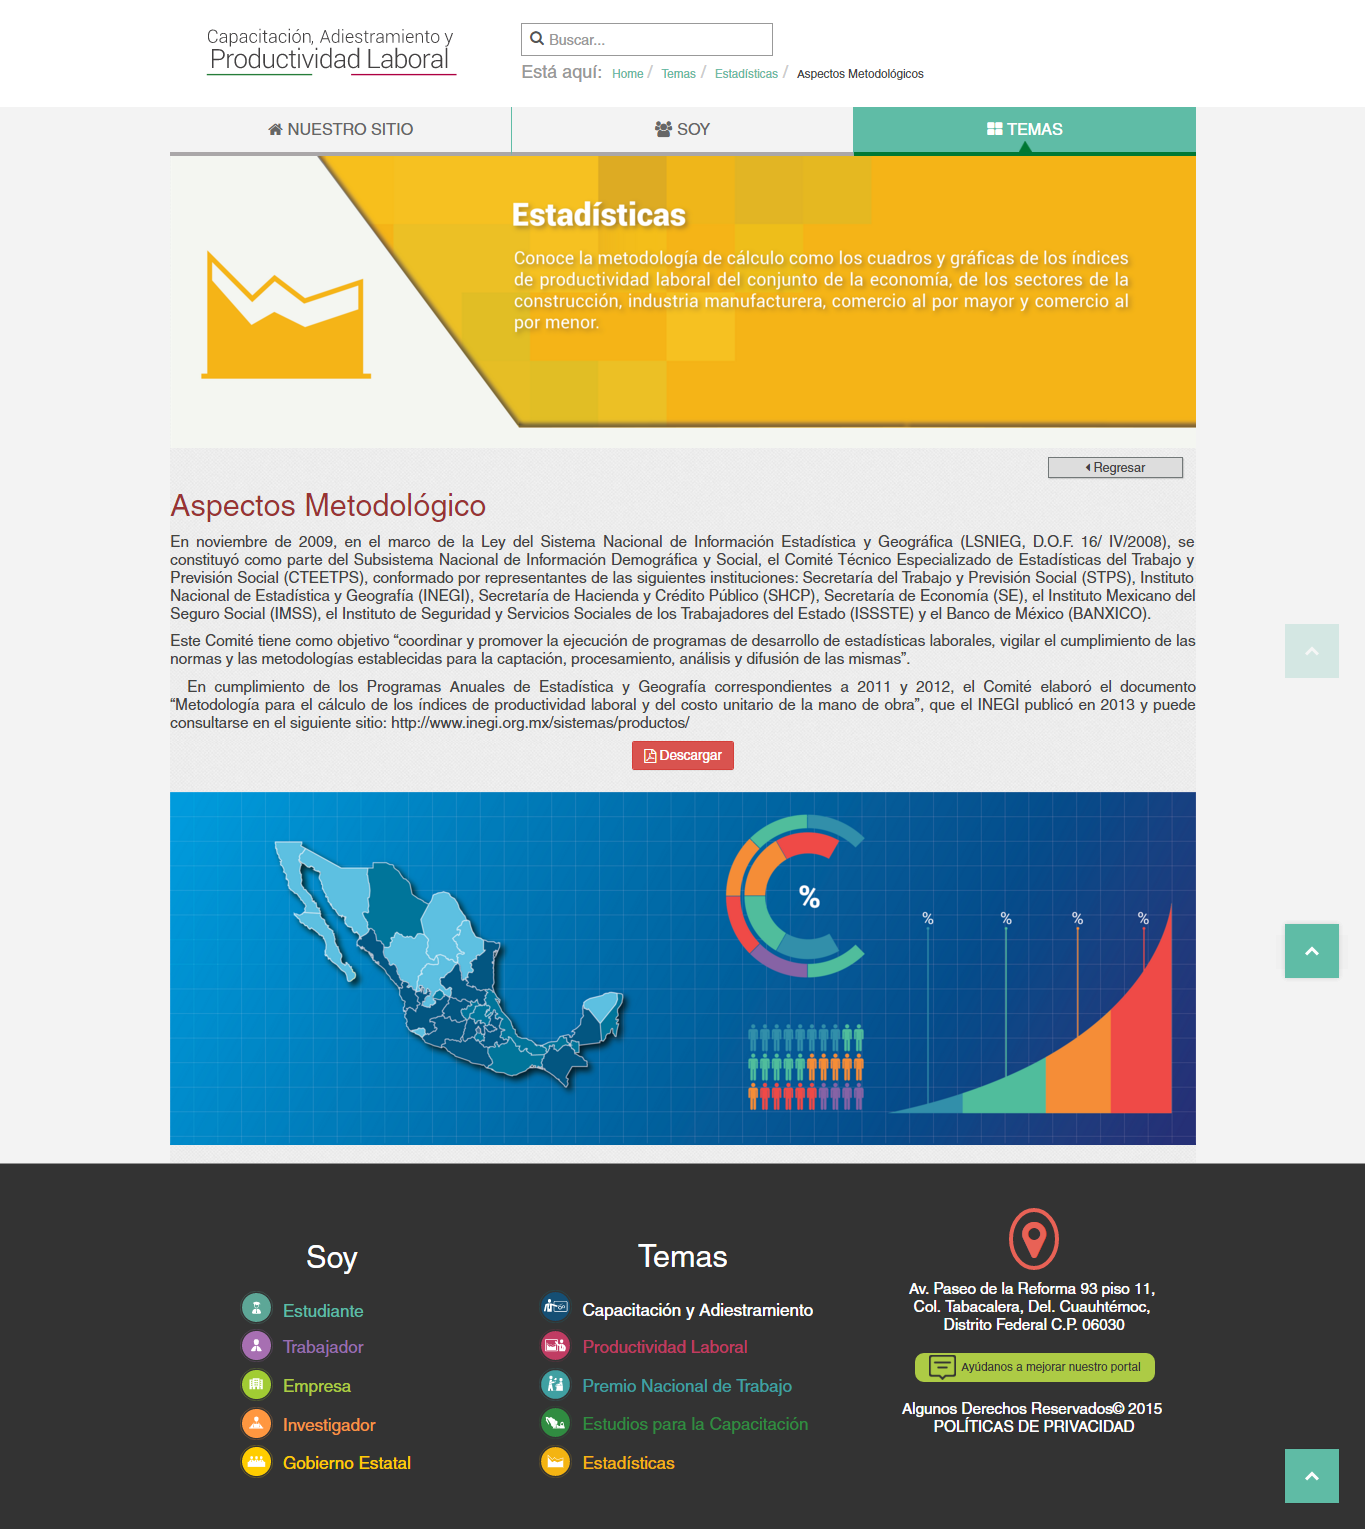 Capacitación, Adiestramiento y
Productividad Laboral
Buscar...
Está aquí: Home / Temas / Estadísticas / Aspectos Metodológicos
NUESTRO SITIO
SOY
TEMAS
Estadísticas
Conoce la metodología de cálculo como los cuadros y gráficas de los índices
de productividad laboral del conjunto de la economía, de los sectores de la
construcción, industria manufacturera, comercio al por mayor y comercio al
por menor.
Regresar
Aspectos Metodológico
En noviembre de 2009, en el marco de la Ley del Sistema Nacional de Información Estadística y Geográfica (LSNIEG, D.O.F. 16/ IV/2008), se
constituyó como parte del Subsistema Nacional de Información Demográfica y Social, el Comité Técnico Especializado de Estadísticas del Trabajo y
Previsión Social (CTEETPS), conformado por representantes de las siguientes instituciones: Secretaría del Trabajo y Previsión Social (STPS), Instituto
Nacional de Estadística y Geografía (INEGI), Secretaría de Hacienda y Crédito Público (SHCP), Secretaría de Economía (SE), el Instituto Mexicano del
Seguro Social (IMSS), el Instituto de Seguridad y Servicios Sociales de los Trabajadores del Estado (ISSSTE) y el Banco de México (BANXICO).
Este Comité tiene como objetivo “coordinar y promover la ejecución de programas de desarrollo de estadísticas laborales, vigilar el cumplimiento de las
normas y las metodologías establecidas para la captación, procesamiento, análisis y difusión de las mismas”.
En cumplimiento de los Programas Anuales de Estadística y Geografía correspondientes a 2011 y 2012, el Comité elaboró el documento
“Metodología para el cálculo de los índices de productividad laboral y del costo unitario de la mano de obra”, que el INEGI publicó en 2013 y puede
consultarse en el siguiente sitio: http://www.inegi.org.mx/sistemas/productos/
Descargar
%
% % % %
Soy
Estudiante
Trabajador
Empresa
Investigador
Gobierno Estatal
Temas
Capacitación y Adiestramiento
Productividad Laboral
Premio Nacional de Trabajo
Estudios para la Capacitación
Estadísticas
Av. Paseo de la Reforma 93 piso 11,
Col. Tabacalera, Del. Cuauhtémoc,
Distrito Federal C.P. 06030
Ayúdanos a mejorar nuestro portal
Algunos Derechos Reservados© 2015
POLÍTICAS DE PRIVACIDAD